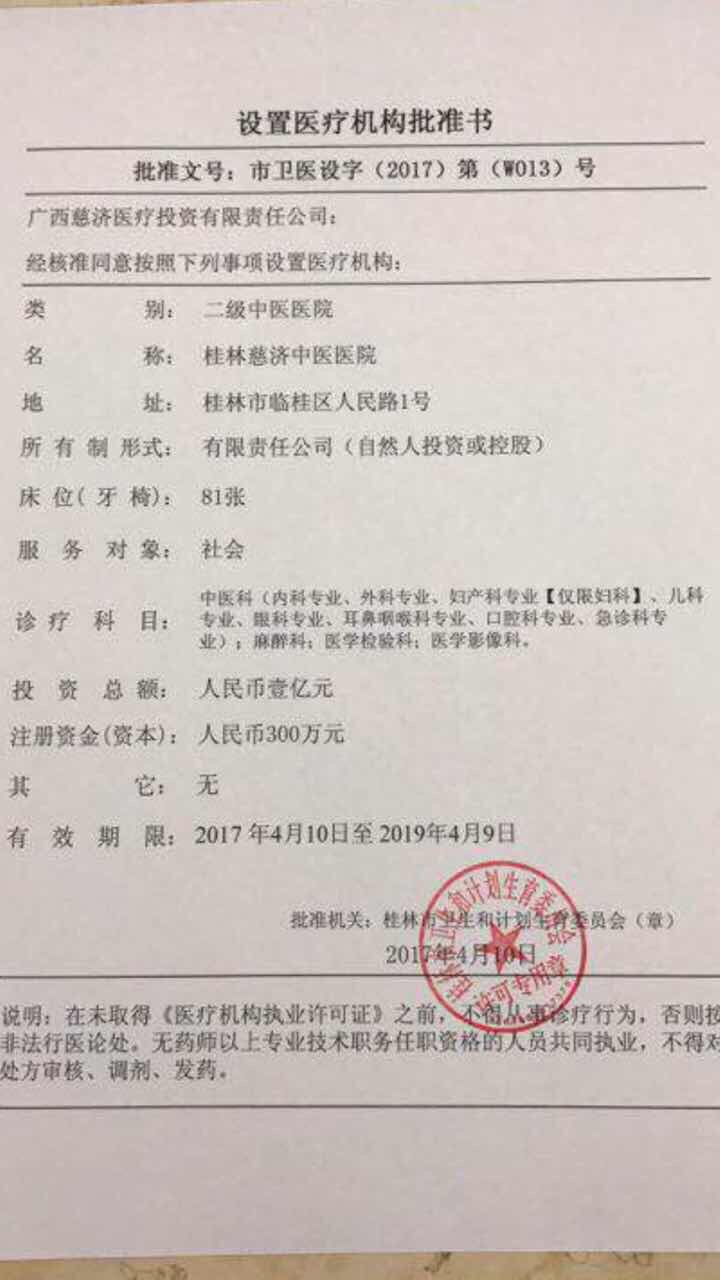 设置医疗机构批准书
批准文号：市卫医设字（2017）第（W013）号
广西慈济医疗投资有限责任公司：
经核准同意按照下列事项设置医疗机构：
类 别： 二级中医医院
名 称： 桂林慈济中医医院
地 址： 桂林市临桂区人民路1号
所 有 制 形式： 有限责任公司（自然人投资或控股）
床 位( 牙 椅)： 81张
服 务 对 象： 社会
诊 疗 科 目： 中医科（内科专业、外科专业、妇产科专业【仅限妇科】、儿科
专业、眼科专业、耳鼻咽喉科专业、口腔科专业、急诊科专
业）；麻醉科；医学检验科；医学影像科。
投 资 总 额： 人民币壹亿元
注册资金(资本)： 人民币300万元
其 它： 无
有 效 期 限： 2017 年4月10日至 2019年4月9日
批准机关：桂林市卫生和计划生育委员会（章）
2017年4月10日
桂林市卫生和计划生育委员会
许可专用章
说明：在未取得《医疗机构执业许可证》之前，不得从事诊疗行为，否则按
非法行医论处。无药师以上专业技术职务任职资格的人员共同执业，不得对
处方审核、调剂、发药。